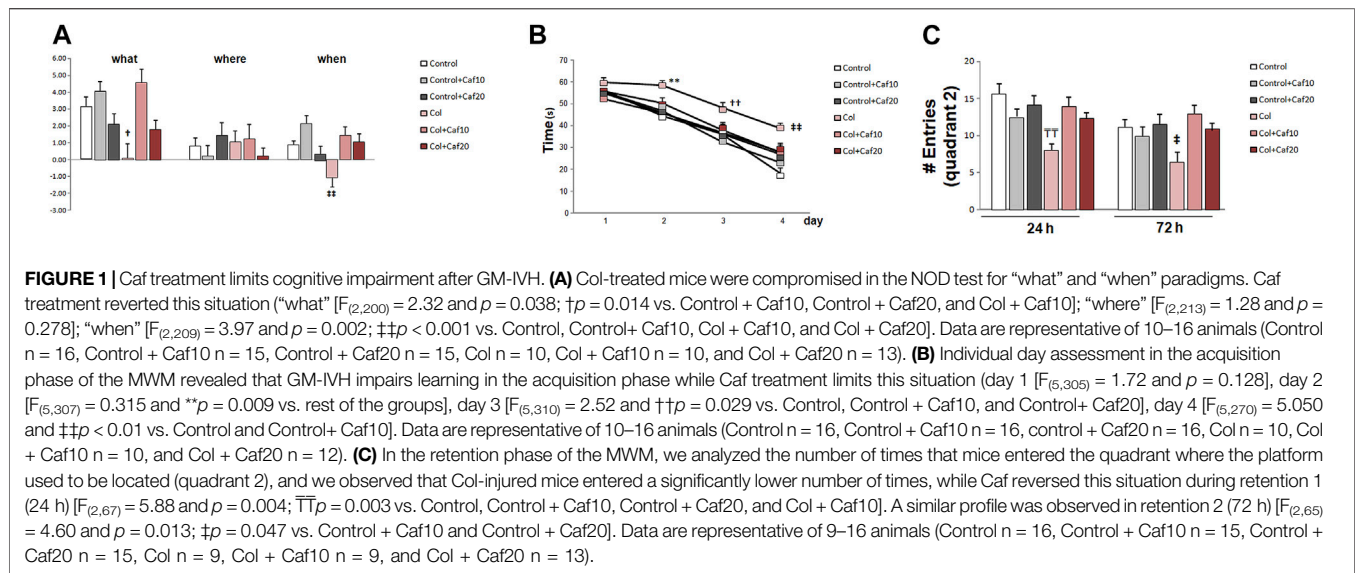 A
what
where
when
6.00
5.00
4.00
3.00
2.00
1.00
0.00
-1.00
-2.00
-3.00
†
‡‡
Control
Control+Caf10
Control+Caf20
Col
Col+Caf10
Col+Caf20
B
Time (s)
70
60
50
40
30
20
10
0
**
††
‡‡
1
2
3
4
day
Control
Control+Caf10
Control+Caf20
Col
Col+Caf10
Col+Caf20
C
# Entries
(quadrant 2)
20
15
10
5
0
T̅T̅
‡
24 h
72 h
Control
Control+Caf10
Control+Caf20
Col
Col+Caf10
Col+Caf20
FIGURE 1 | Caf treatment limits cognitive impairment after GM-IVH. (A) Col-treated mice were compromised in the NOD test for “what” and “when” paradigms. Caf
treatment reverted this situation (“what” [F(2,200) = 2.32 and p = 0.038; †p = 0.014 vs. Control + Caf10, Control + Caf20, and Col + Caf10]; “where” [F(2,213) = 1.28 and p =
0.278]; “when” [F(2,209) = 3.97 and p = 0.002; ‡‡p < 0.001 vs. Control, Control+ Caf10, Col + Caf10, and Col + Caf20]. Data are representative of 10–16 animals (Control
n = 16, Control + Caf10 n = 15, Control + Caf20 n = 15, Col n = 10, Col + Caf10 n = 10, and Col + Caf20 n = 13). (B) Individual day assessment in the acquisition
phase of the MWM revealed that GM-IVH impairs learning in the acquisition phase while Caf treatment limits this situation (day 1 [F(5,305) = 1.72 and p = 0.128], day 2
[F(5,307) = 0.315 and **p = 0.009 vs. rest of the groups], day 3 [F(5,310) = 2.52 and ††p = 0.029 vs. Control, Control + Caf10, and Control+ Caf20], day 4 [F(5,270) = 5.050
and ‡‡p < 0.01 vs. Control and Control+ Caf10]. Data are representative of 10–16 animals (Control n = 16, Control + Caf10 n = 16, control + Caf20 n = 16, Col n = 10, Col
+ Caf10 n = 10, and Col + Caf20 n = 12). (C) In the retention phase of the MWM, we analyzed the number of times that mice entered the quadrant where the platform
used to be located (quadrant 2), and we observed that Col-injured mice entered a significantly lower number of times, while Caf reversed this situation during retention 1
(24 h) [F(2,67) = 5.88 and p = 0.004; T̅T̅p = 0.003 vs. Control, Control + Caf10, Control + Caf20, and Col + Caf10]. A similar profile was observed in retention 2 (72 h) [F(2,65)
= 4.60 and p = 0.013; ‡p = 0.047 vs. Control + Caf10 and Control + Caf20]. Data are representative of 9–16 animals (Control n = 16, Control + Caf10 n = 15, Control +
Caf20 n = 15, Col n = 9, Col + Caf10 n = 9, and Col + Caf20 n = 13).